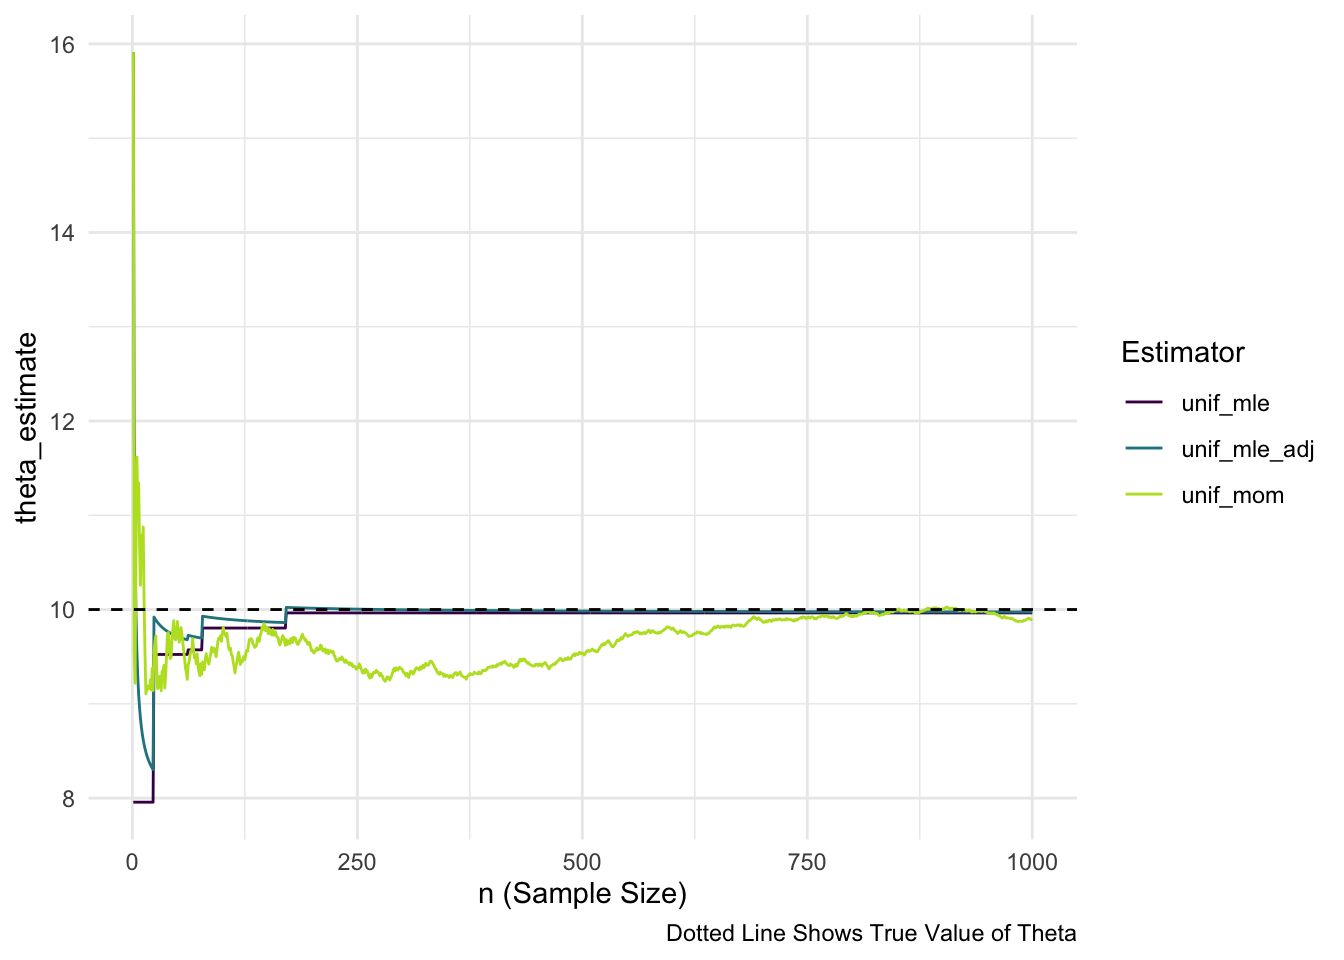 16
14
12
10
8
theta_estimate
0
250
500
750
1000
n (Sample Size)
Dotted Line Shows True Value of Theta
Estimator
unif_mle
unif_mle_adj
unif_mom